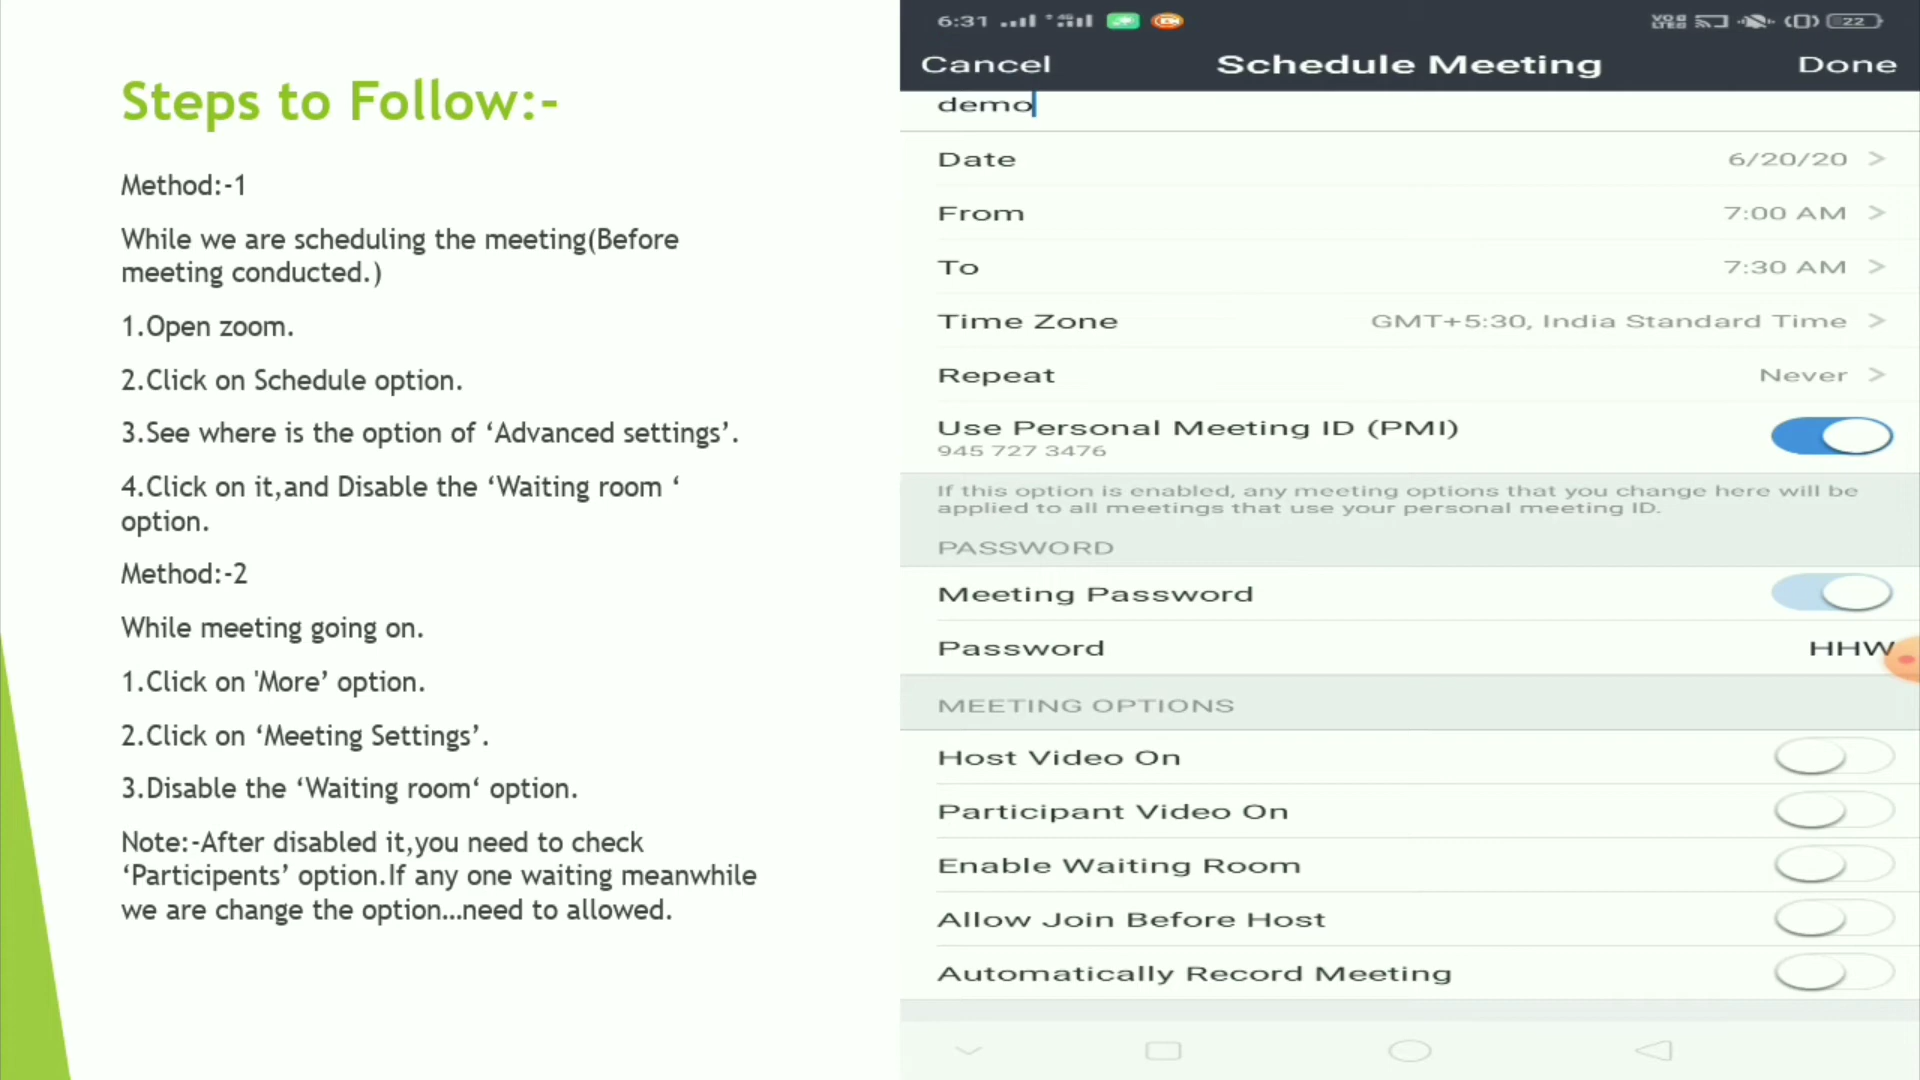 Steps to Follow:-
Method:-1
While we are scheduling the meeting(Before
meeting conducted.)
1.Open zoom.
2.Click on Schedule option.
3.See where is the option of ‘Advanced settings’.
4.Click on it,and Disable the ‘Waiting room ‘
option.
Method:-2
While meeting going on.
1.Click on 'More’ option.
2.Click on ‘Meeting Settings’.
3.Disable the ‘Waiting room‘ option.
Note:-After disabled it,you need to check
‘Participents’ option.If any one waiting meanwhile
we are change the option…need to allowed.
6:31 4G VoLTE 22
Cancel Schedule Meeting Done
demo
Date 6/20/20
From 7:00 AM
To 7:30 AM
Time Zone GMT+5:30, India Standard Time
Repeat Never
Use Personal Meeting ID (PMI)
945 727 3476
If this option is enabled, any meeting options that you change here will be
applied to all meetings that use your personal meeting ID.
PASSWORD
Meeting Password
Password HHW
MEETING OPTIONS
Host Video On
Participant Video On
Enable Waiting Room
Allow Join Before Host
Automatically Record Meeting